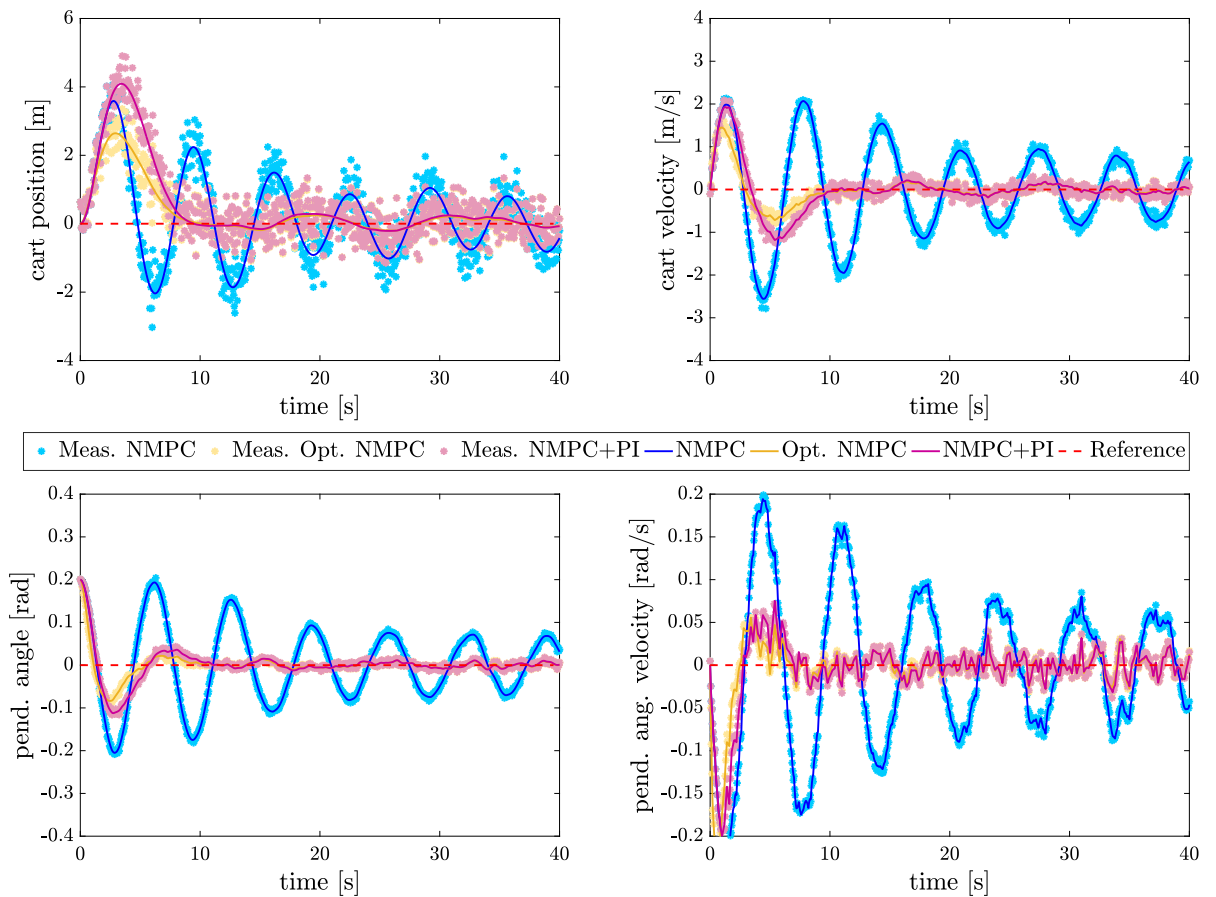 6
4
2
0
-2
-4
cart position [m]
0 10 20 30 40
time [s]
4
3
2
1
0
-1
-2
-3
-4
cart velocity [m/s]
0 10 20 30 40
time [s]
Meas. NMPC Meas. Opt. NMPC Meas. NMPC+PI NMPC Opt. NMPC NMPC+PI Reference
0.4
0.3
0.2
0.1
0
-0.1
-0.2
-0.3
-0.4
pend. angle [rad]
0 10 20 30 40
time [s]
0.2
0.15
0.1
0.05
0
-0.05
-0.1
-0.15
-0.2
pend. ang. velocity [rad/s]
0 10 20 30 40
time [s]